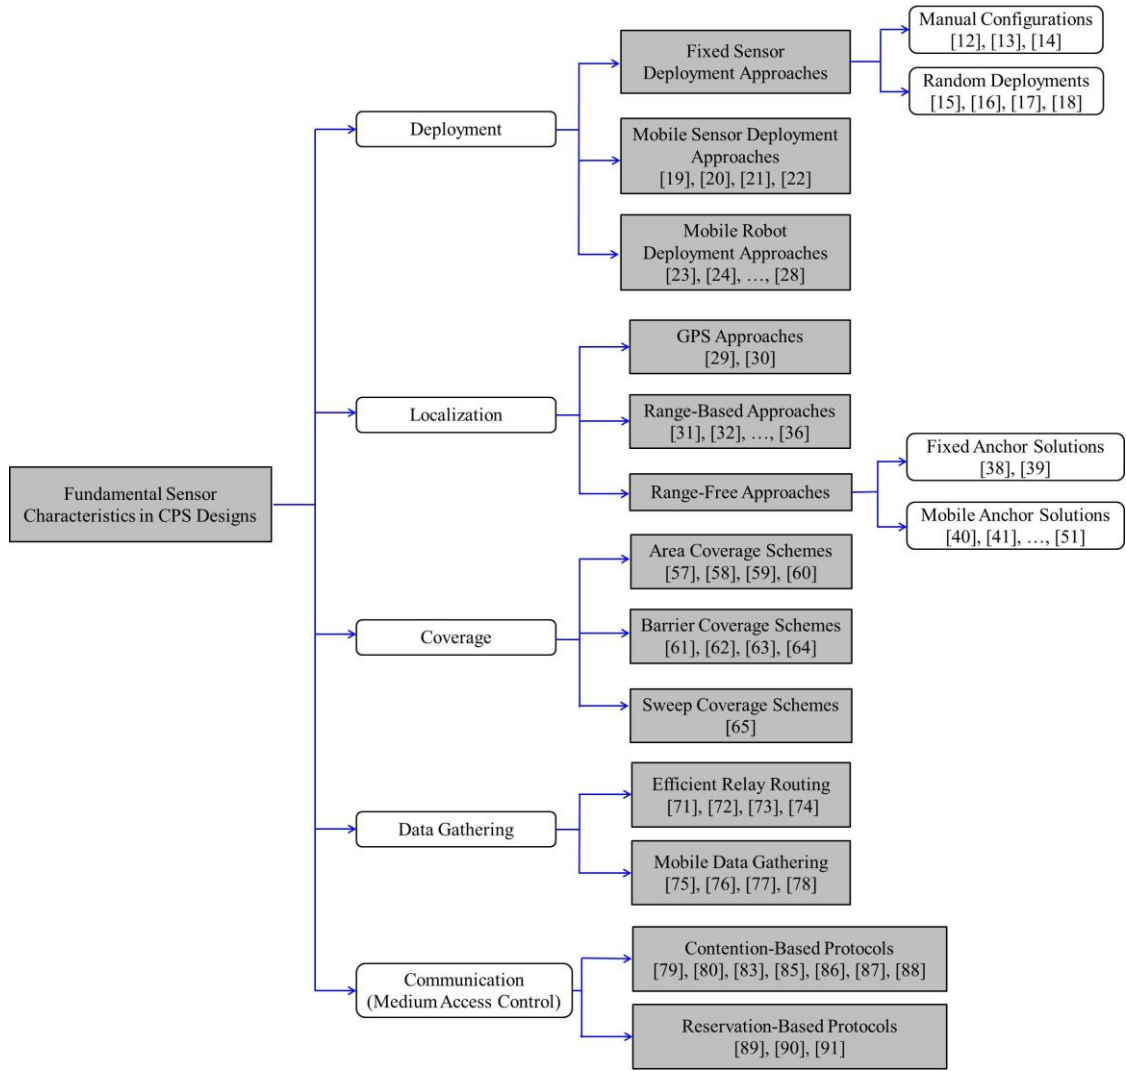 Fundamental Sensor
Characteristics in CPS Designs
Deployment
Fixed Sensor
Deployment Approaches
Manual Configurations
[12], [13], [14]
Random Deployments
[15], [16], [17], [18]
Mobile Sensor Deployment
Approaches
[19], [20], [21], [22]
Mobile Robot
Deployment Approaches
[23], [24], …, [28]
Localization
GPS Approaches
[29], [30]
Range-Based Approaches
[31], [32], …, [36]
Range-Free Approaches
Fixed Anchor Solutions
[38], [39]
Mobile Anchor Solutions
[40], [41], …, [51]
Coverage
Area Coverage Schemes
[57], [58], [59], [60]
Barrier Coverage Schemes
[61], [62], [63], [64]
Sweep Coverage Schemes
[65]
Data Gathering
Efficient Relay Routing
[71], [72], [73], [74]
Mobile Data Gathering
[75], [76], [77], [78]
Communication
(Medium Access Control)
Contention-Based Protocols
[79], [80], [83], [85], [86], [87], [88]
Reservation-Based Protocols
[89], [90], [91]